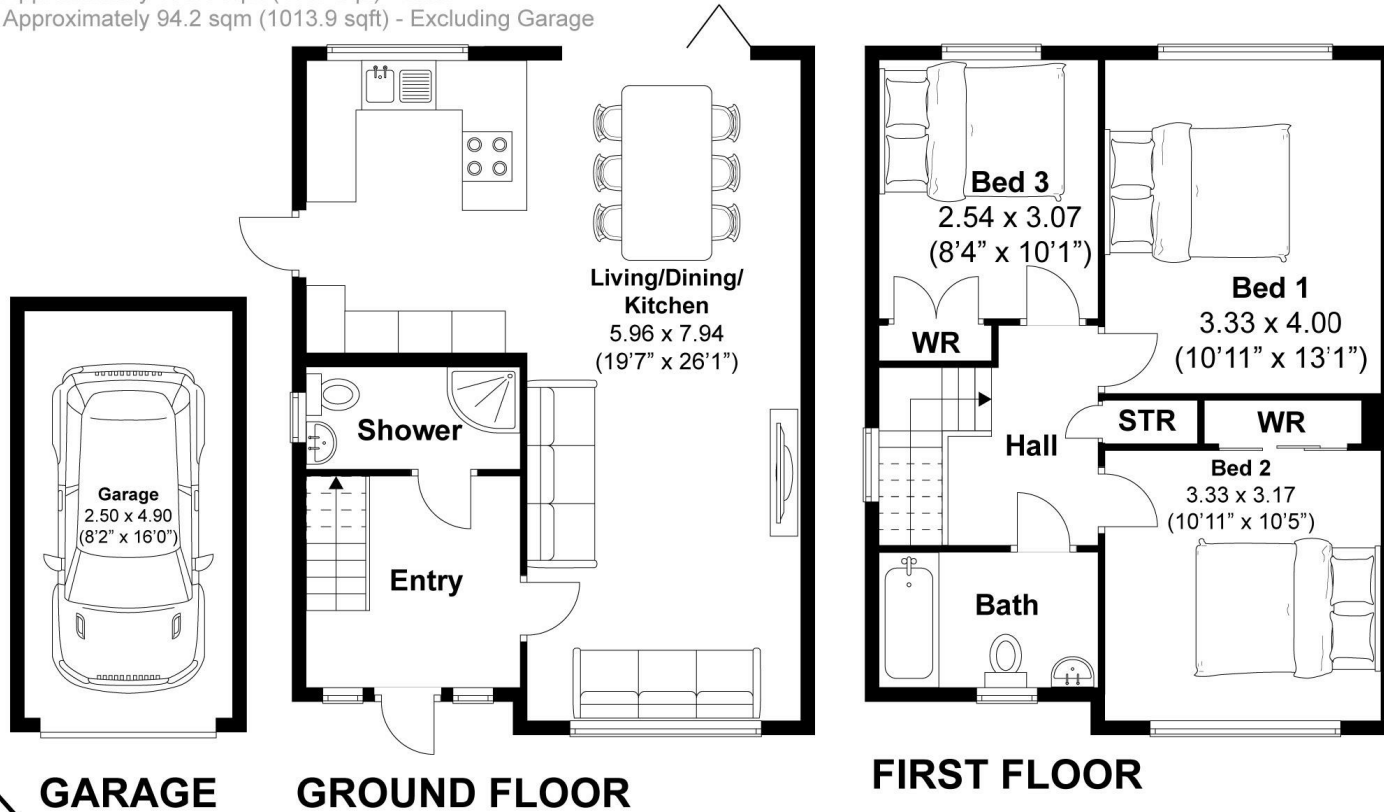 Approximately 94.2 sqm (1013.9 sqft) - Excluding Garage
Bed 3
2.54 x 3.07
(8’4” x 10’1”)
Bed 1
3.33 x 4.00
(10’11” x 13’1”)
Living/Dining/
Kitchen
5.96 x 7.94
(19’7” x 26’1”)
WR
Shower
STR
WR
Hall
Bed 2
3.33 x 3.17
(10’11” x 10’5”)
Garage
2.50 x 4.90
(8’2” x 16’0”)
Entry
Bath
GARAGE
GROUND FLOOR
FIRST FLOOR